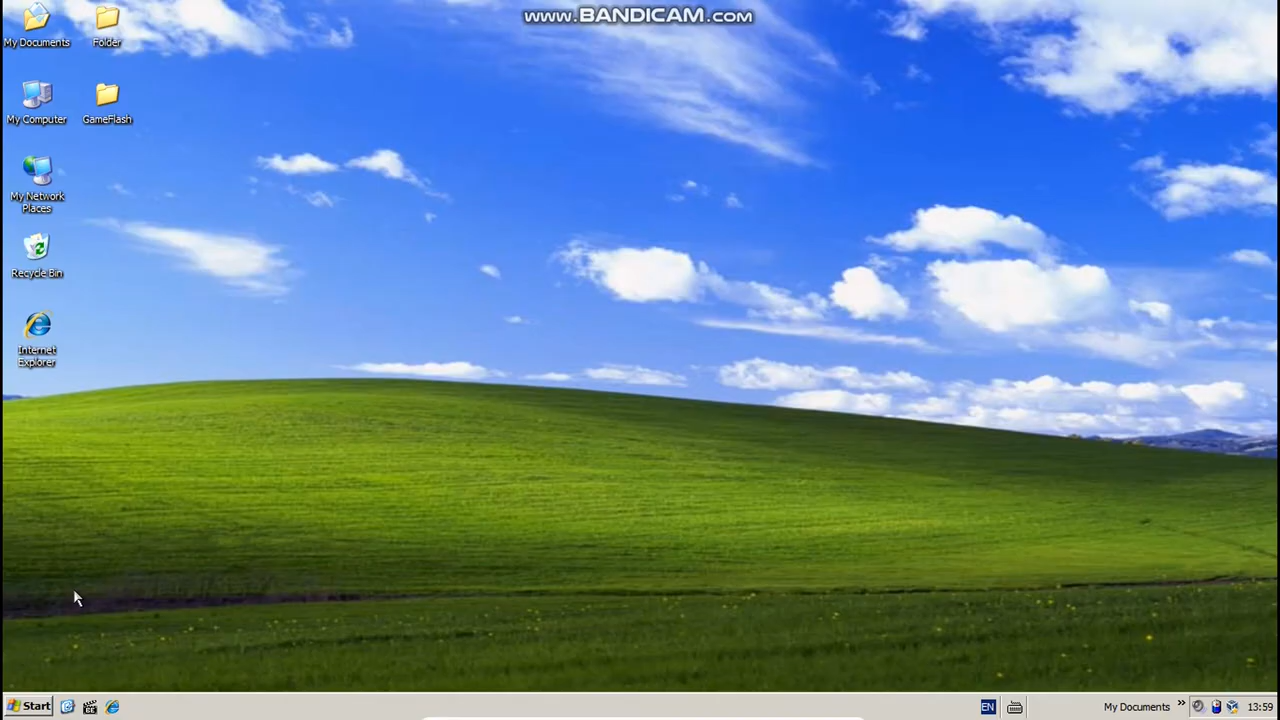 www.BANDICAM.com
My Documents
Folder
My Computer
GameFlash
My Network
Places
Recycle Bin
Internet
Explorer
Start
EN
My Documents
13:59